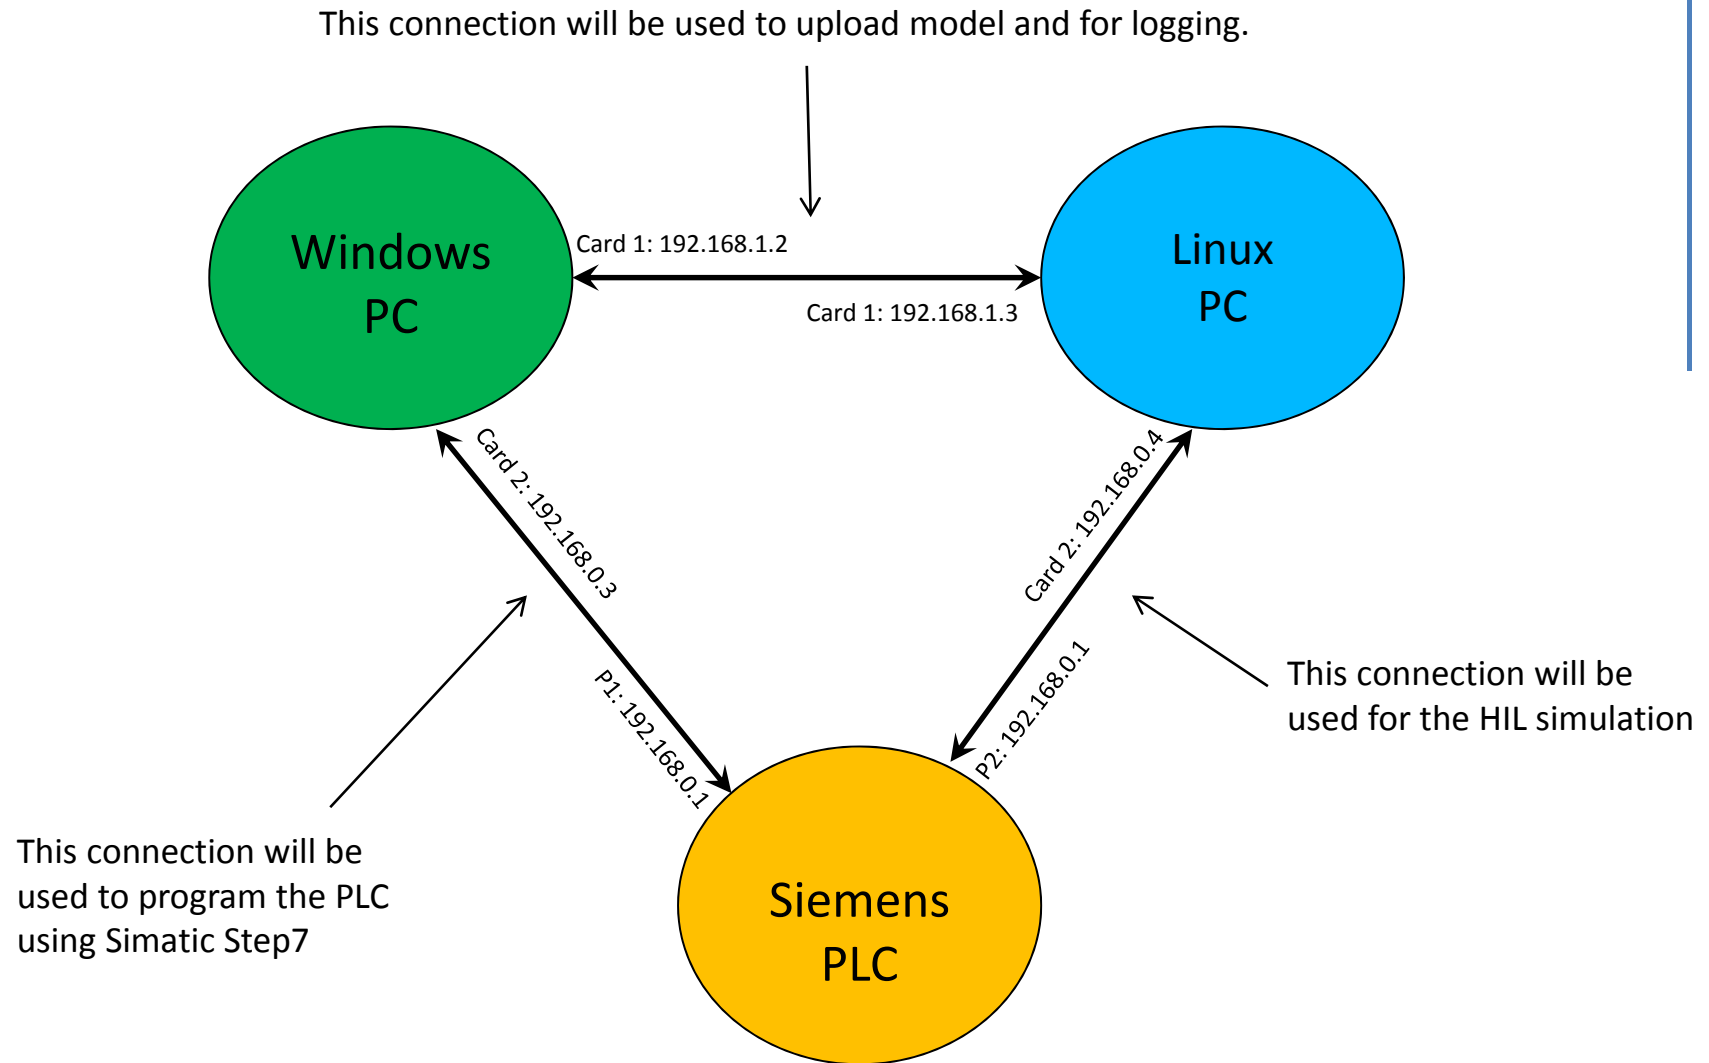 This connection will be used to upload model and for logging.
Windows
PC
Card 1: 192.168.1.2
Card 1: 192.168.1.3
Linux
PC
Card 2: 192.168.0.3
P1: 192.168.0.1
Card 2: 192.168.0.4
P2: 192.168.0.1
This connection will be
used for the HIL simulation
This connection will be
used to program the PLC
using Simatic Step7
Siemens
PLC